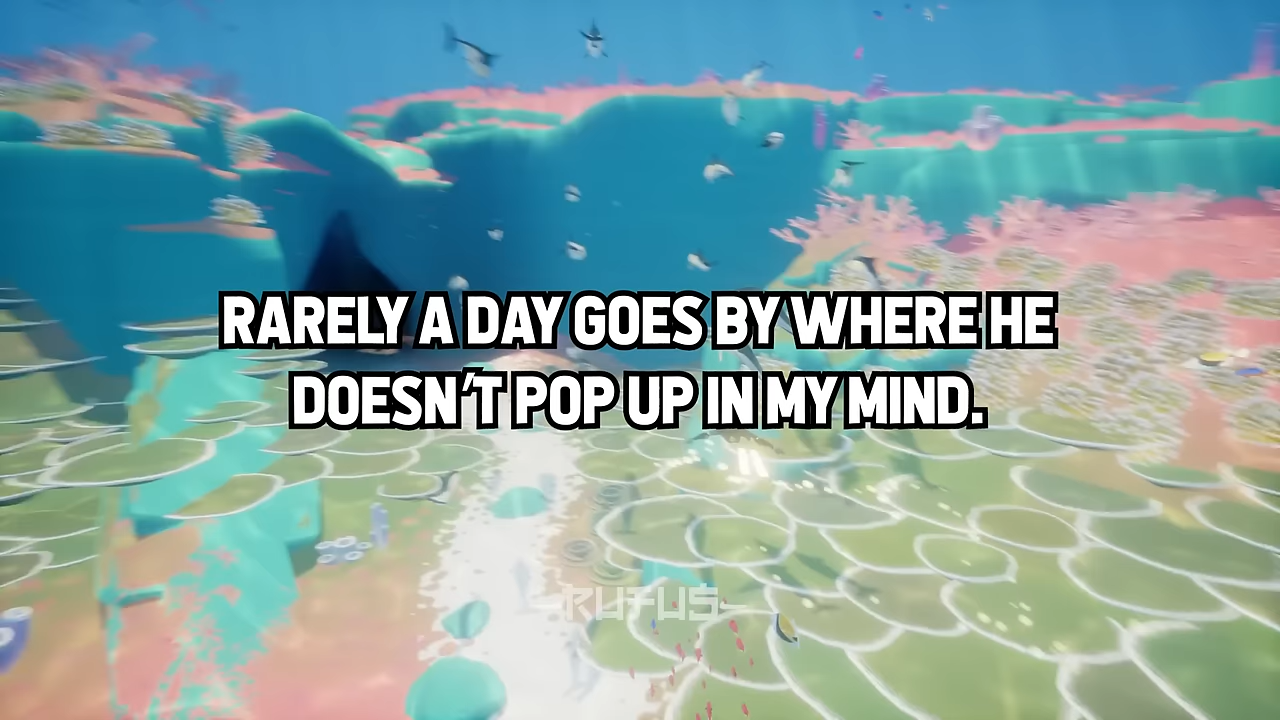 RARELY A DAY GOES BY WHERE HE
DOESN'T POP UP IN MY MIND.
-RUFUS-